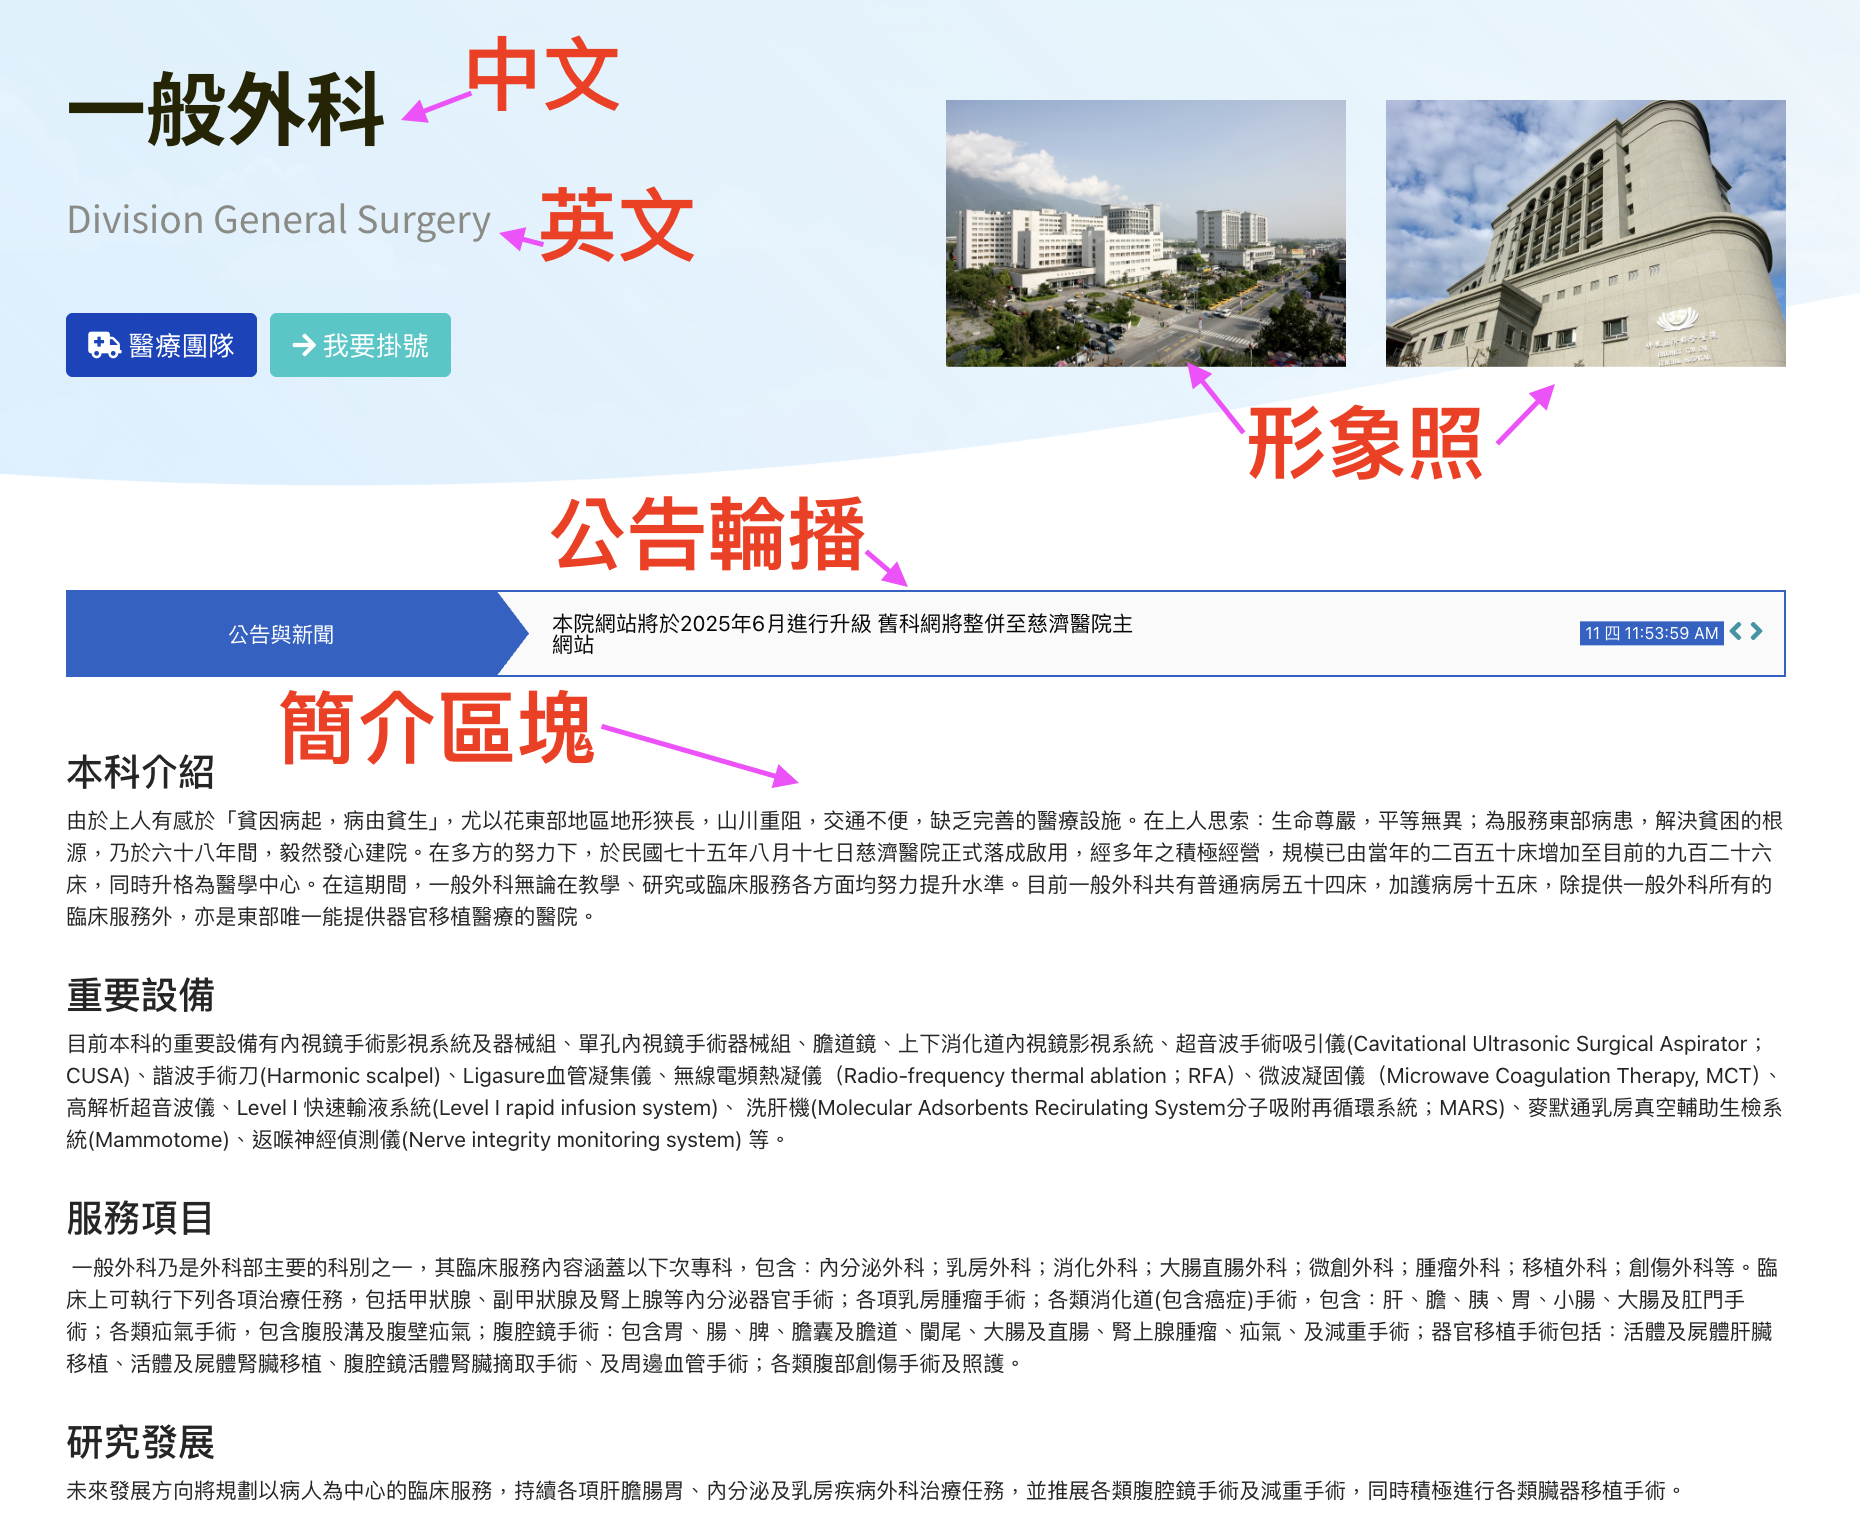 中文
一般外科
英文
Division General Surgery
醫療團隊
我要掛號
形象照
公告輪播
公告與新聞
本院網站將於2025年6月進行升級 舊科網將整併至慈濟醫院主
網站
11 四 11:53:59 AM
簡介區塊
本科介紹
由於上人有感於「貧因病起，病由貧生」，尤以花東部地區地形狹長，山川重阻，交通不便，缺乏完善的醫療設施。在上人思索：生命尊嚴，平等無異；為服務東部病患，解決貧困的根
源，乃於六十八年間，毅然發心建院。在多方的努力下，於民國七十五年八月十七日慈濟醫院正式落成啟用，經多年之積極經營，規模已由當年的二百五十床增加至目前的九百二十六
床，同時升格為醫學中心。在這期間，一般外科無論在教學、研究或臨床服務各方面均努力提升水準。目前一般外科共有普通病房五十四床，加護病房十五床，除提供一般外科所有的
臨床服務外，亦是東部唯一能提供器官移植醫療的醫院。
重要設備
目前本科的重要設備有內視鏡手術影視系統及器械組、單孔內視鏡手術器械組、膽道鏡、上下消化道內視鏡影視系統、超音波手術吸引儀(Cavitational Ultrasonic Surgical Aspirator；
CUSA)、諧波手術刀(Harmonic scalpel)、Ligasure血管凝集儀、無線電頻熱凝儀（Radio-frequency thermal ablation；RFA)、微波凝固儀（Microwave Coagulation Therapy, MCT)、
高解析超音波儀、Level I 快速輸液系統(Level I rapid infusion system)、 洗肝機(Molecular Adsorbents Recirulating System分子吸附再循環系統；MARS)、麥默通乳房真空輔助生檢系
統(Mammotome)、返喉神經偵測儀(Nerve integrity monitoring system) 等。
服務項目
一般外科乃是外科部主要的科別之一，其臨床服務內容涵蓋以下次專科，包含：內分泌外科；乳房外科；消化外科；大腸直腸外科；微創外科；腫瘤外科；移植外科；創傷外科等。臨
床上可執行下列各項治療任務，包括甲狀腺、副甲狀腺及腎上腺等內分泌器官手術；各項乳房腫瘤手術；各類消化道(包含癌症)手術，包含：肝、膽、胰、胃、小腸、大腸及肛門手
術；各類疝氣手術，包含腹股溝及腹壁疝氣；腹腔鏡手術：包含胃、腸、脾、膽囊及膽道、闌尾、大腸及直腸、腎上腺腫瘤、疝氣、及減重手術；器官移植手術包括：活體及屍體肝臟
移植、活體及屍體腎臟移植、腹腔鏡活體腎臟摘取手術、及周邊血管手術；各類腹部創傷手術及照護。
研究發展
未來發展方向將規劃以病人為中心的臨床服務，持續各項肝膽腸胃、內分泌及乳房疾病外科治療任務，並推展各類腹腔鏡手術及減重手術，同時積極進行各類臟器移植手術。